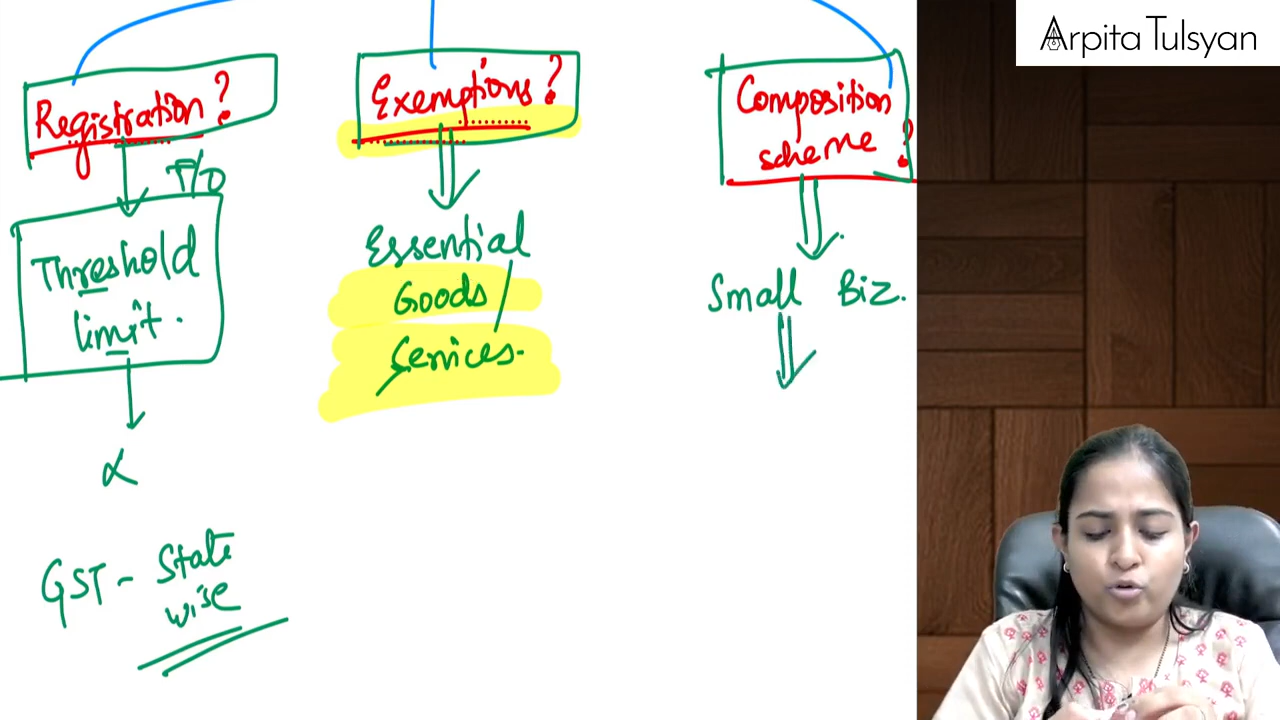 Arpita Tulsyan
Registration?
T/O
Threshold
limit.
α
GST - State
wise
Exemptions?
Essential
Goods /
Services.
Composition
scheme ?
Small Biz.